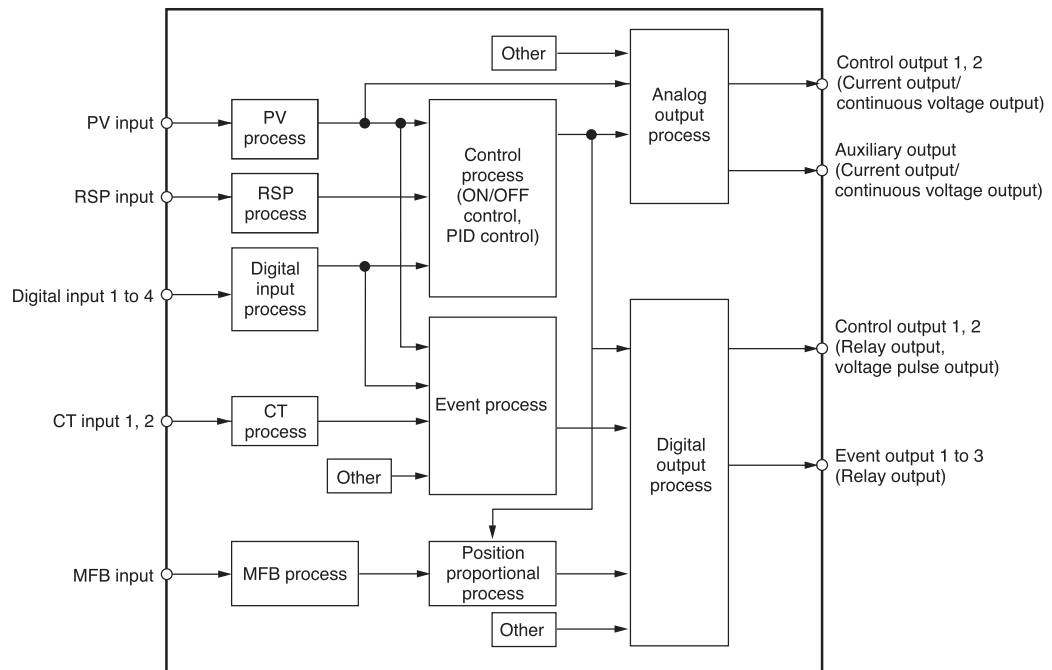 Other
Control output 1, 2
(Current output/
continuous voltage output)
Analog
output
process
PV input
PV
process
Control
process
(ON/OFF
control,
PID control)
Auxiliary output
(Current output/
continuous voltage output)
RSP input
RSP
process
Digital input 1 to 4
Digital
input
process
Control output 1, 2
(Relay output,
voltage pulse output)
CT input 1, 2
CT
process
Event process
Digital
output
process
Event output 1 to 3
(Relay output)
Other
MFB input
MFB process
Position
proportional
process
Other